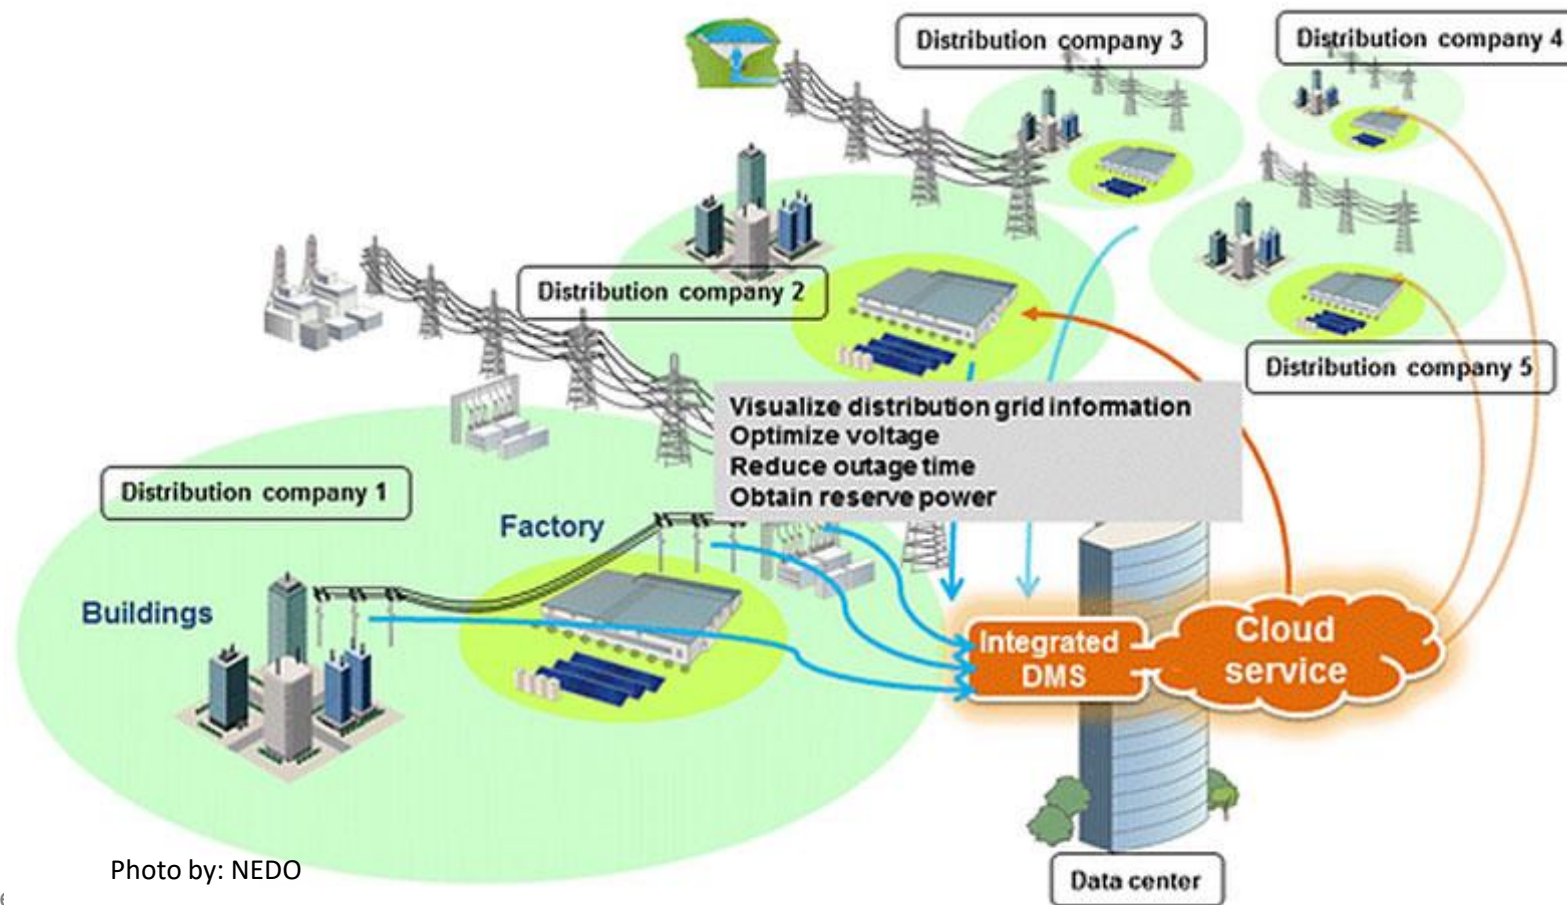 Distribution company 3
Distribution company 4
Distribution company 2
Distribution company 5
Visualize distribution grid information
Optimize voltage
Reduce outage time
Obtain reserve power
Distribution company 1
Factory
Buildings
Integrated
DMS
Cloud
service
Photo by: NEDO
Data center